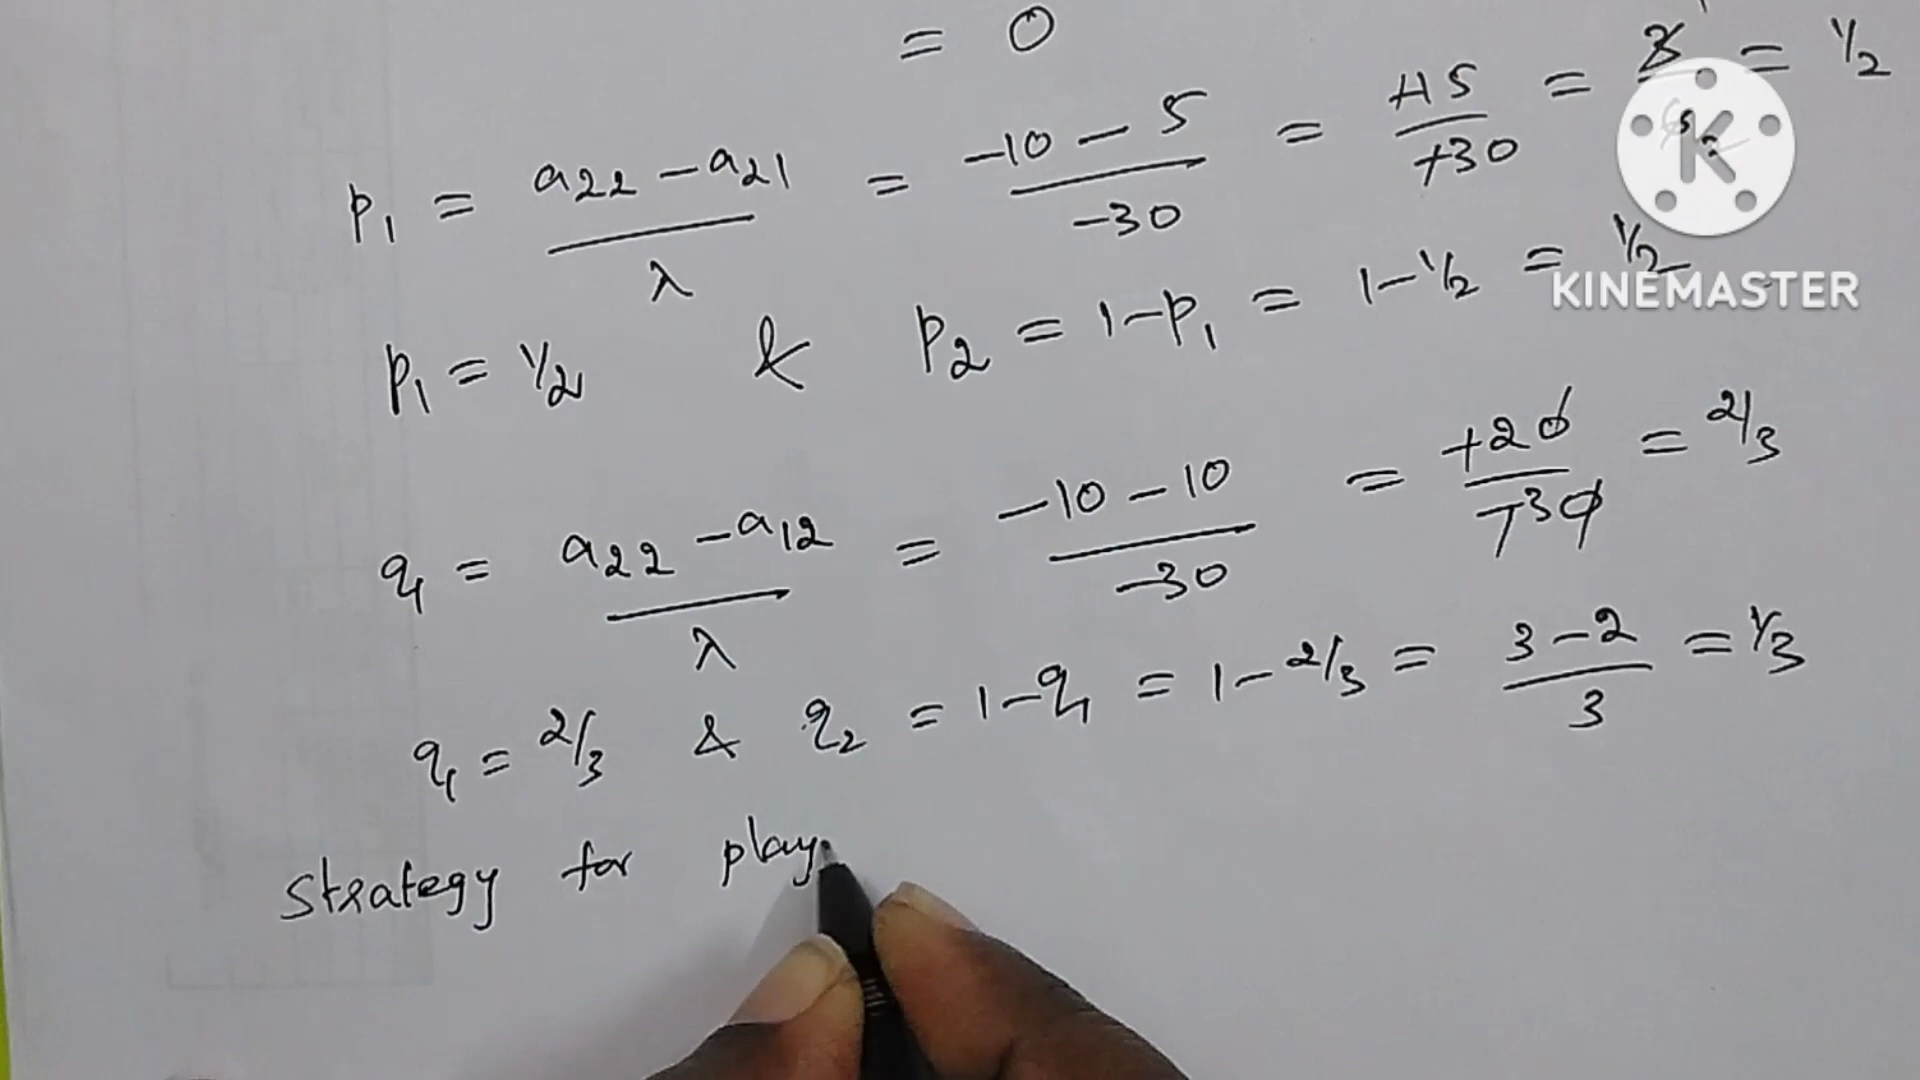 = 0
p1 = a22 - a21 / λ = -10 - 5 / -30 = +15 / +30 = = 1/2
p1 = 1/2 & p2 = 1 - p1 = 1 - 1/2 = 1/2
KINEMASTER
q1 = a22 - a12 / λ = -10 - 10 / -30 = +20 / +30 = 2/3
q1 = 2/3 & q2 = 1 - q1 = 1 - 2/3 = 3 - 2 / 3 = 1/3
Strategy for play